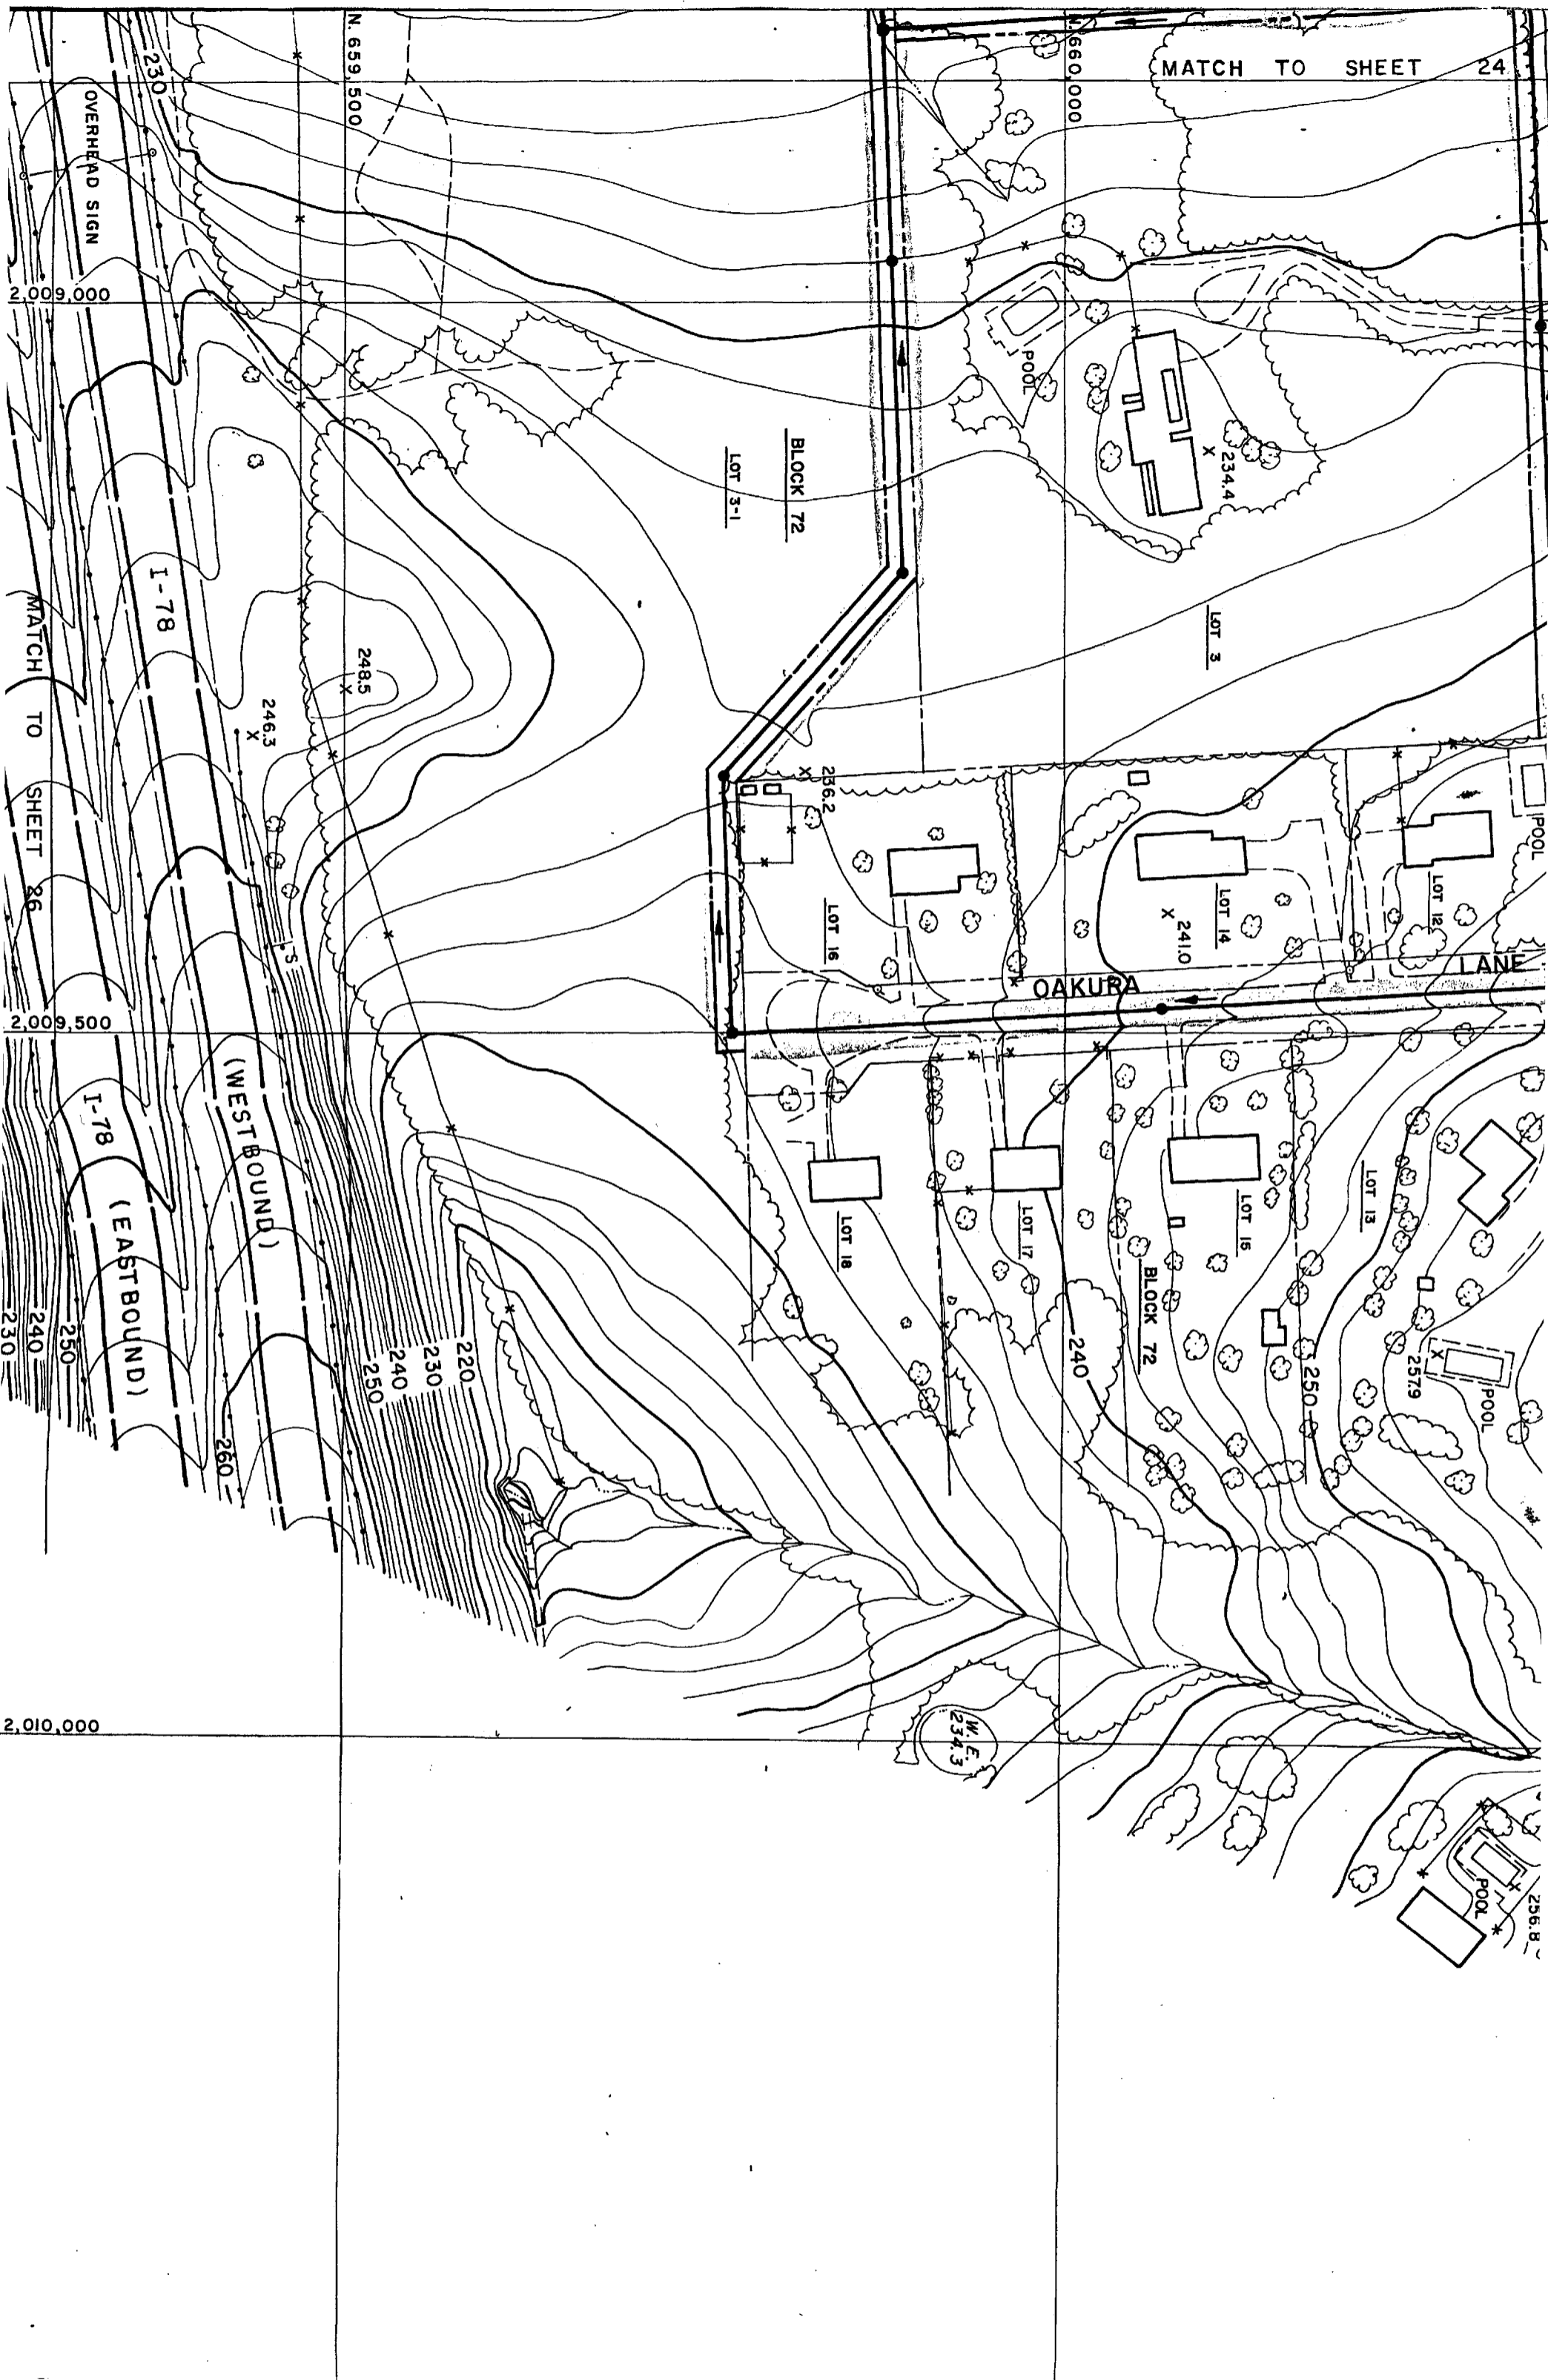 MATCH TO SHEET 24
N. 659,500
N. 660,000
230
OVERHEAD SIGN
2,009,000
POOL
234.4
BLOCK 72
LOT 3-1
LOT 3
I-78
MATCH TO SHEET 26
248.5
246.3
236.2
POOL
LOT 12
LOT 14
241.0
LOT 16
OAKURA LANE
S
2,009,500
(WESTBOUND)
I-78 (EASTBOUND)
LOT 18
LOT 17
LOT 15
LOT 13
BLOCK 72
240
250
257.9
POOL
230
240
250
260
250
240
230
220
2,010,000
W. E.
234.3
POOL
256.8